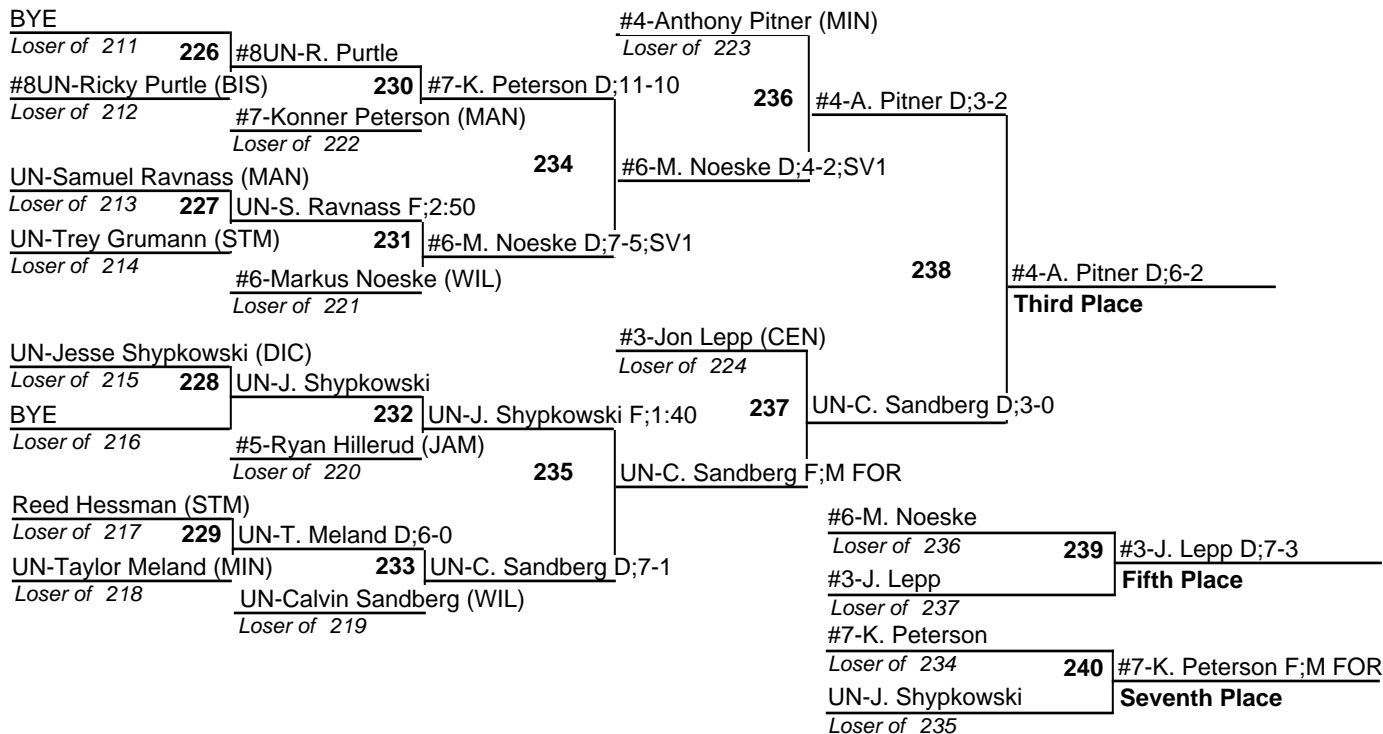 BYE
Loser of 211
226
#8UN-R. Purtle
#8UN-Ricky Purtle (BIS)
Loser of 212
230
#7-K. Peterson D;11-10
#7-Konner Peterson (MAN)
Loser of 222
234
UN-Samuel Ravnass (MAN)
Loser of 213
227
UN-S. Ravnass F;2:50
UN-Trey Grumann (STM)
Loser of 214
231
#6-M. Noeske D;7-5;SV1
#6-Markus Noeske (WIL)
Loser of 221
#4-Anthony Pitner (MIN)
Loser of 223
236
#4-A. Pitner D;3-2
#6-M. Noeske D;4-2;SV1
238
#4-A. Pitner D;6-2
Third Place
UN-Jesse Shypkowski (DIC)
Loser of 215
228
UN-J. Shypkowski
BYE
Loser of 216
232
UN-J. Shypkowski F;1:40
#5-Ryan Hillerud (JAM)
Loser of 220
235
Reed Hessman (STM)
Loser of 217
229
UN-T. Meland D;6-0
UN-Taylor Meland (MIN)
Loser of 218
233
UN-C. Sandberg D;7-1
UN-Calvin Sandberg (WIL)
Loser of 219
#3-Jon Lepp (CEN)
Loser of 224
237
UN-C. Sandberg D;3-0
UN-C. Sandberg F;M FOR
#6-M. Noeske
Loser of 236
239
#3-J. Lepp D;7-3
#3-J. Lepp
Fifth Place
Loser of 237
#7-K. Peterson
Loser of 234
240
#7-K. Peterson F;M FOR
UN-J. Shypkowski
Seventh Place
Loser of 235